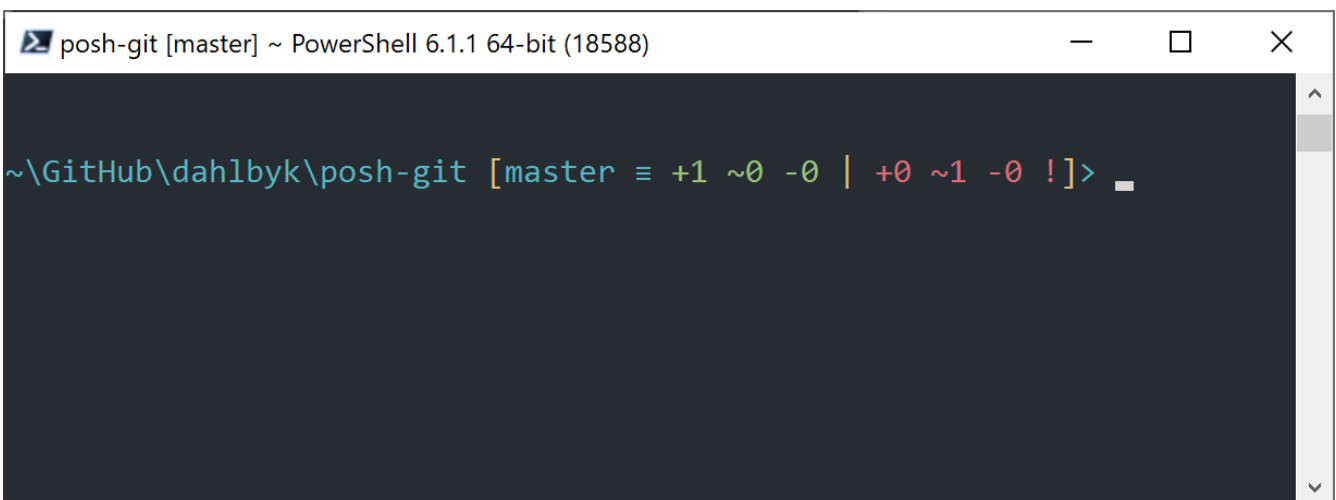 posh-git [master] ~ PowerShell 6.1.1 64-bit (18588)
~\GitHub\dahlbyk\posh-git [master ≡ +1 ~0 -0 | +0 ~1 -0 !]>